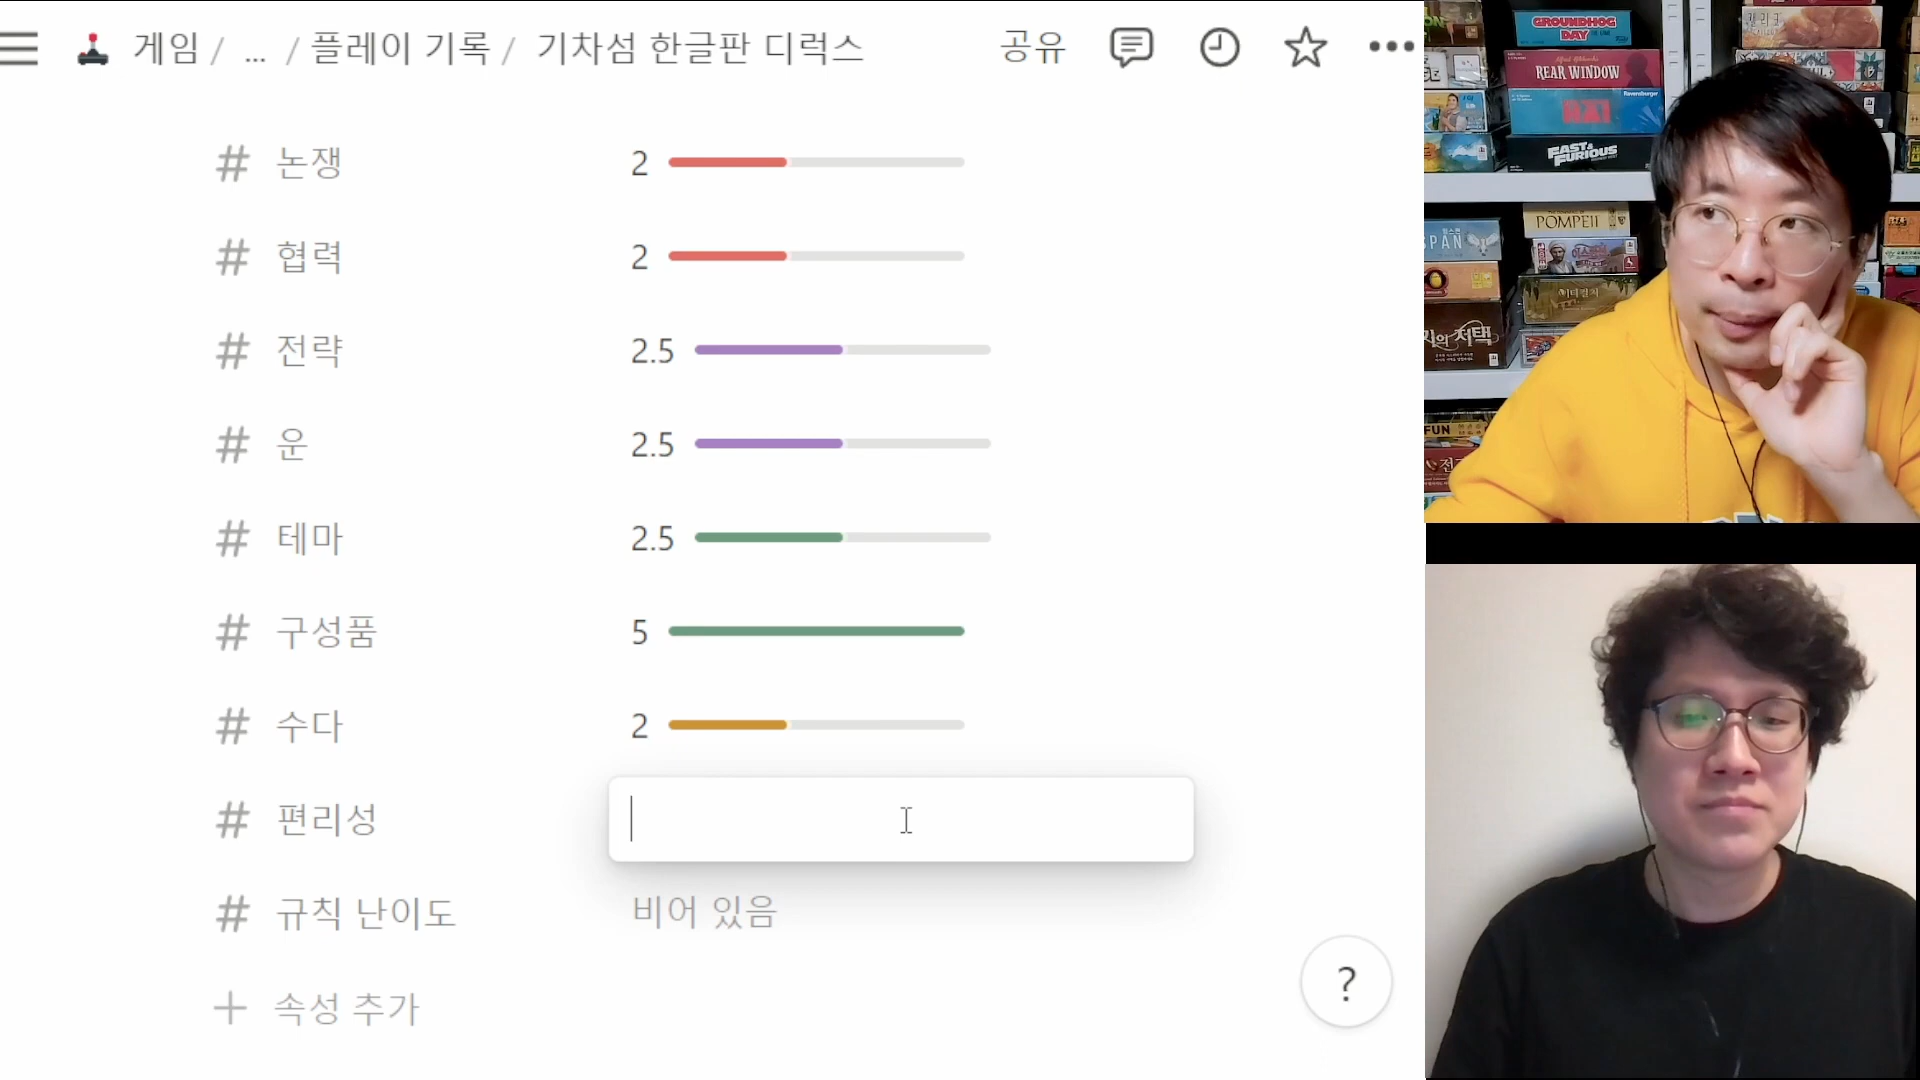 게임 / ... / 플레이 기록 / 기차섬 한글판 디럭스
공유
# 논쟁 2
# 협력 2
# 전략 2.5
# 운 2.5
# 테마 2.5
# 구성품 5
# 수다 2
# 편리성
# 규칙 난이도 비어 있음
+ 속성 추가
?
GROUNDHOG
DAY THE GAME
REAR WINDOW
Ravensburger
FAST &
FURIOUS
POMPEII
SPAN
의 저택
FUN